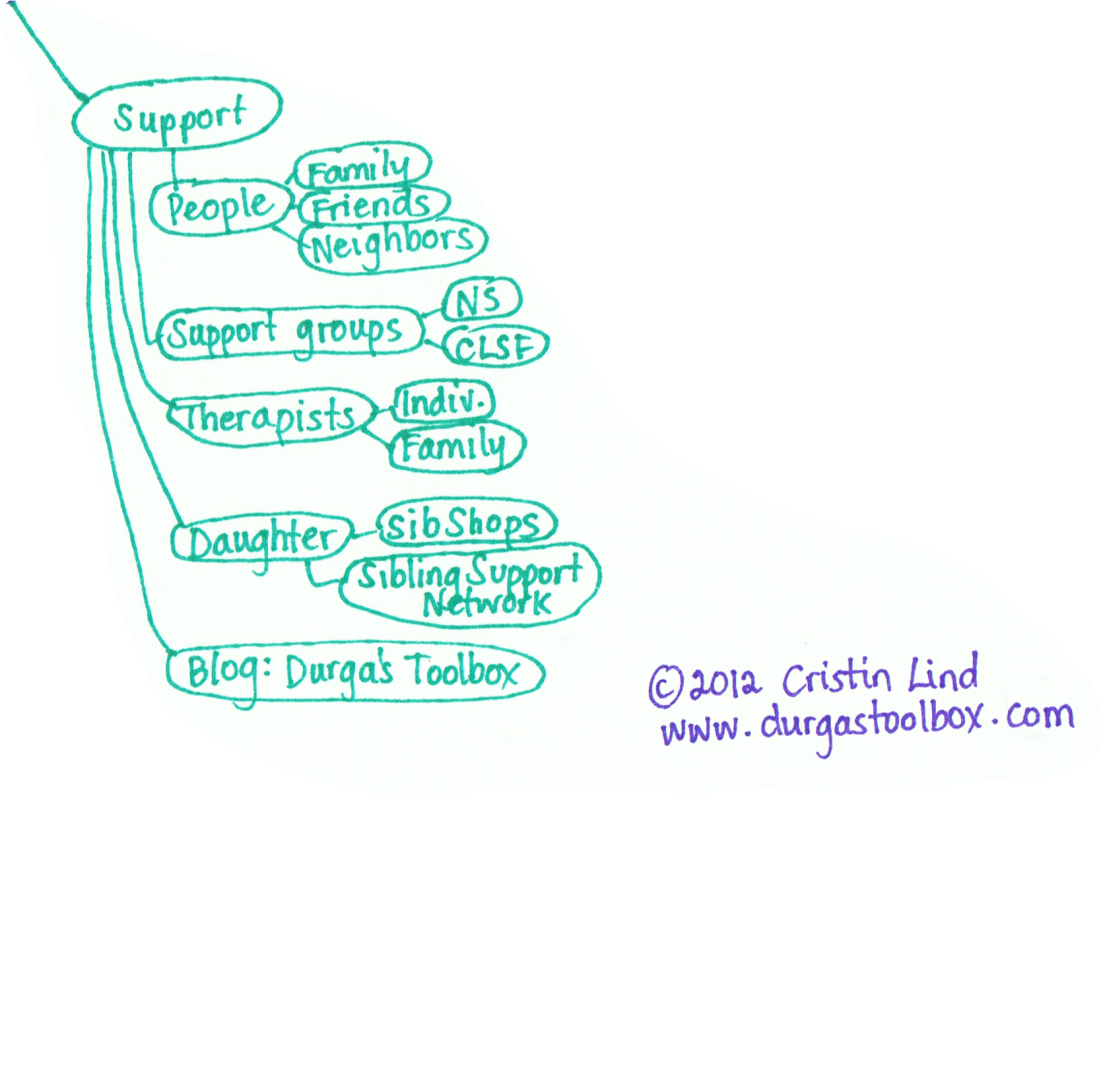 Support
People
Family
Friends
Neighbors
Support groups
NS
CLSF
Therapists
Indiv.
Family
Daughter
SibShops
Sibling Support
Network
Blog: Durga's Toolbox
©2012 Cristin Lind
www.durgastoolbox.com